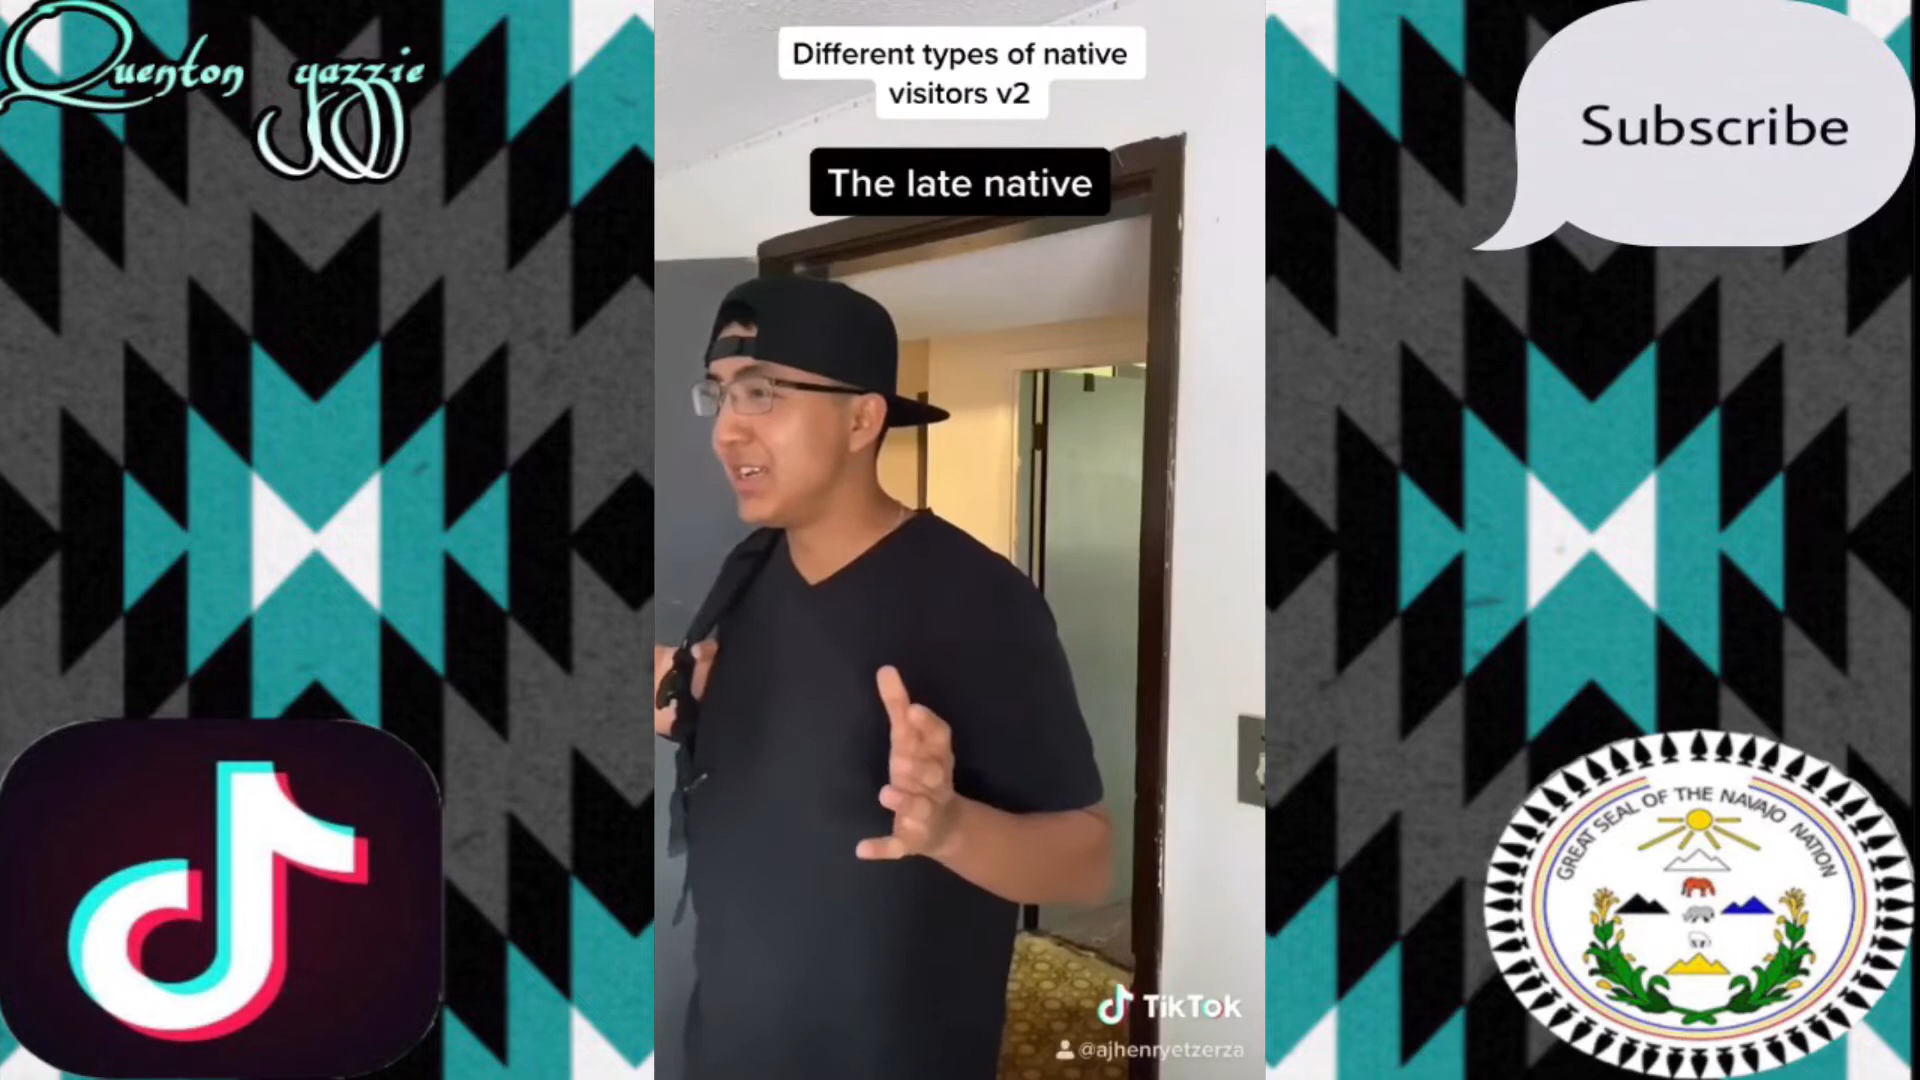 Quenton yazzie
Different types of native
visitors v2
The late native
Subscribe
GREAT SEAL OF THE NAVAJO NATION
TikTok
@ajhenryetzerza